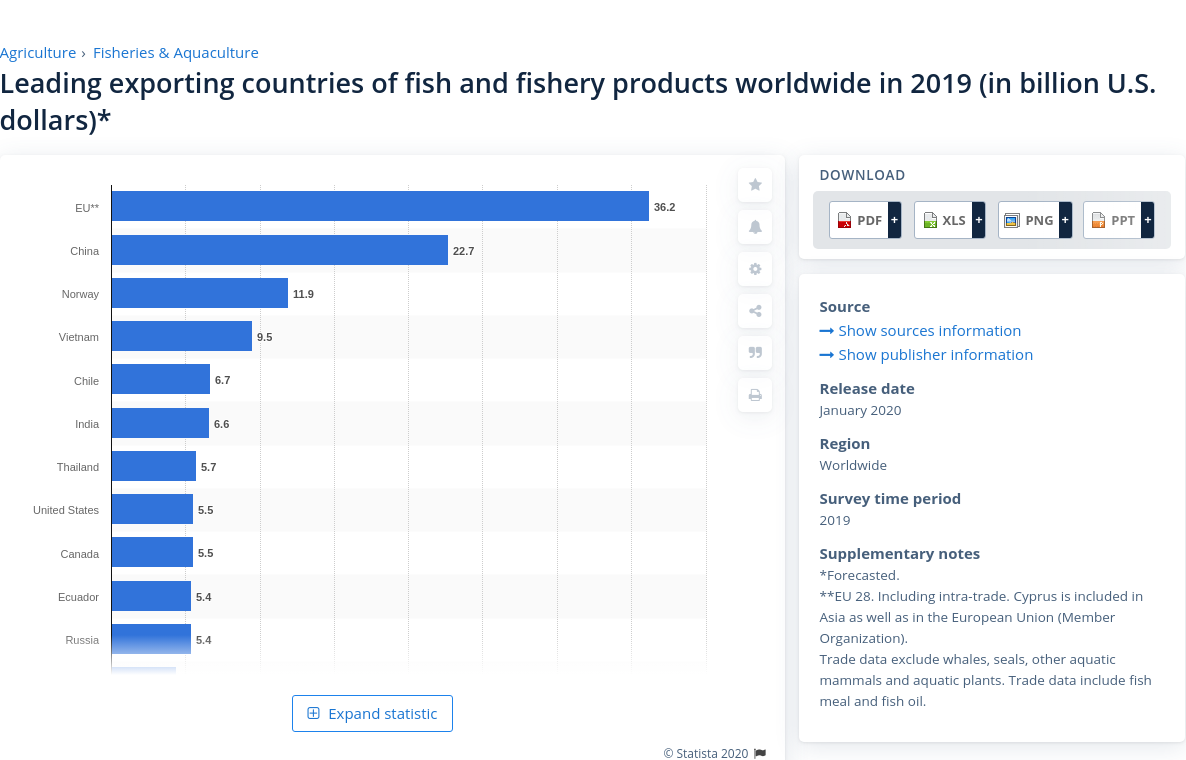 Agriculture › Fisheries & Aquaculture
Leading exporting countries of fish and fishery products worldwide in 2019 (in billion U.S.
dollars)*
EU** 36.2
China 22.7
Norway 11.9
Vietnam 9.5
Chile 6.7
India 6.6
Thailand 5.7
United States 5.5
Canada 5.5
Ecuador 5.4
Russia 5.4
Expand statistic
© Statista 2020
DOWNLOAD
PDF + XLS + PNG + PPT +
Source
Show sources information
Show publisher information
Release date
January 2020
Region
Worldwide
Survey time period
2019
Supplementary notes
*Forecasted.
**EU 28. Including intra-trade. Cyprus is included in
Asia as well as in the European Union (Member
Organization).
Trade data exclude whales, seals, other aquatic
mammals and aquatic plants. Trade data include fish
meal and fish oil.